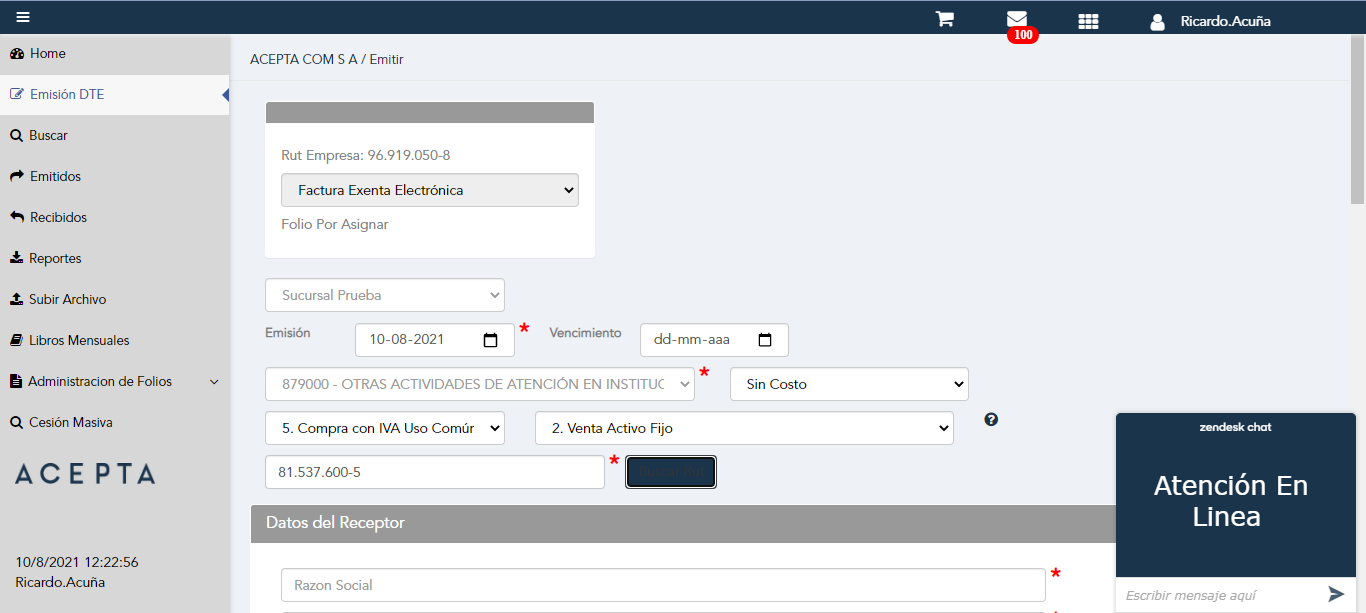 100
Ricardo.Acuña
Home
Emisión DTE
Buscar
Emitidos
Recibidos
Reportes
Subir Archivo
Libros Mensuales
Administracion de Folios
Cesión Masiva
ACEPTA
10/8/2021 12:22:56
Ricardo.Acuña
ACEPTA COM S A / Emitir
Rut Empresa: 96.919.050-8
Factura Exenta Electrónica
Folio Por Asignar
Sucursal Prueba
Emisión 10-08-2021 * Vencimiento dd-mm-aaa
879000 - OTRAS ACTIVIDADES DE ATENCIÓN EN INSTITUC * Sin Costo
5. Compra con IVA Uso Comúr 2. Venta Activo Fijo ?
81.537.600-5 *
Datos del Receptor
Razon Social *
zendesk chat
Atención En
Linea
Escribir mensaje aquí